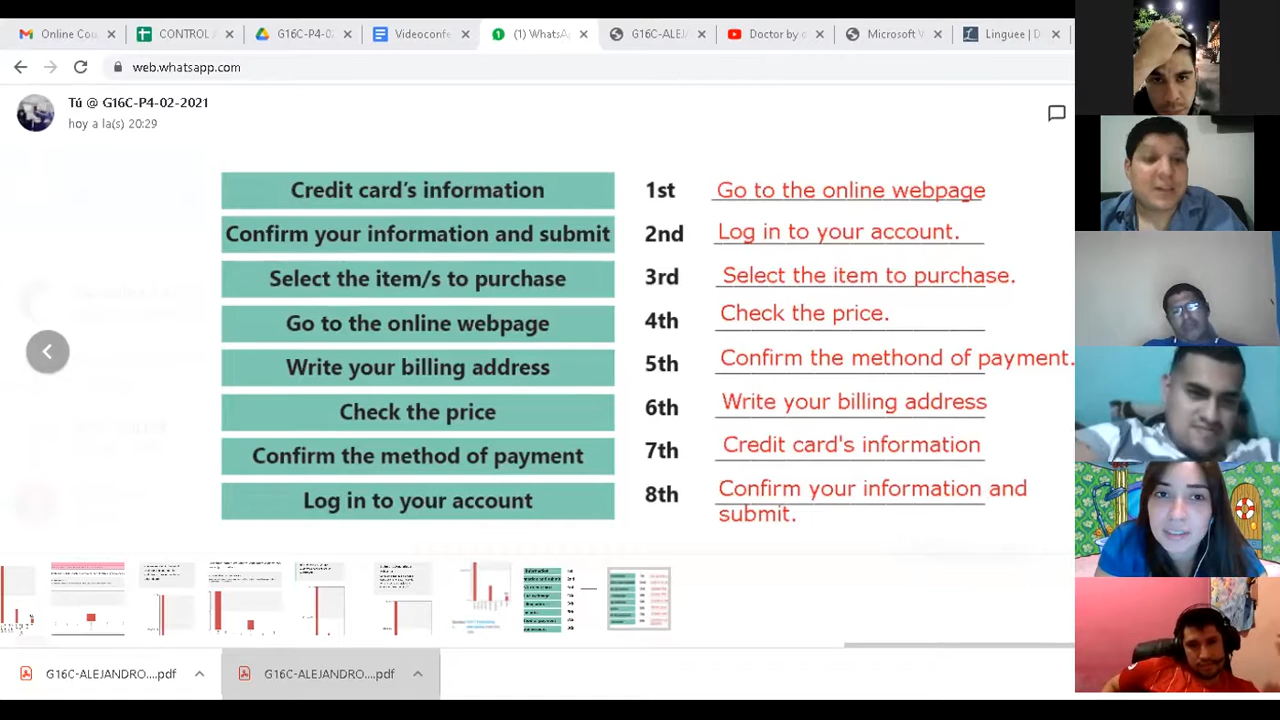 Online Cou
CONTROL
G16C-P4-02
Videoconfe
(1) WhatsA
G16C-ALEJ
Doctor by
Microsoft V
Linguee | D
web.whatsapp.com
Tú @ G16C-P4-02-2021
hoy a la(s) 20:29
Credit card's information
1st Go to the online webpage
Confirm your information and submit
2nd Log in to your account.
Select the item/s to purchase
3rd Select the item to purchase.
Go to the online webpage
4th Check the price.
Write your billing address
5th Confirm the methond of payment.
Check the price
6th Write your billing address
Confirm the method of payment
7th Credit card's information
Log in to your account
8th Confirm your information and
submit.
G16C-ALEJANDRO....pdf
G16C-ALEJANDRO....pdf